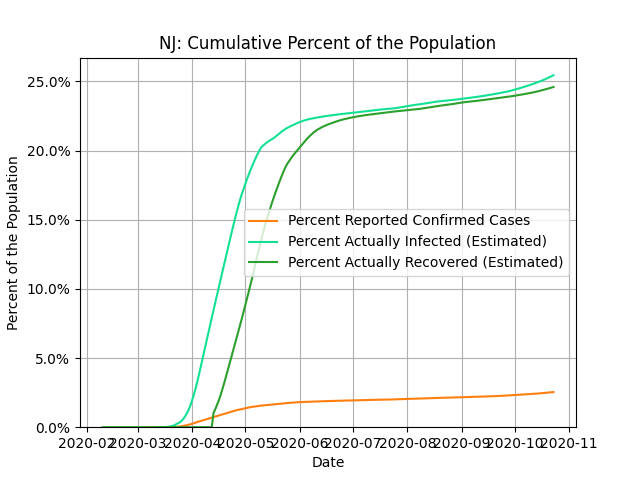 NJ: Cumulative Percent of the Population
25.0%
20.0%
15.0%
10.0%
5.0%
0.0%
Percent of the Population
Percent Reported Confirmed Cases
Percent Actually Infected (Estimated)
Percent Actually Recovered (Estimated)
2020-02 2020-03 2020-04 2020-05 2020-06 2020-07 2020-08 2020-09 2020-10 2020-11
Date